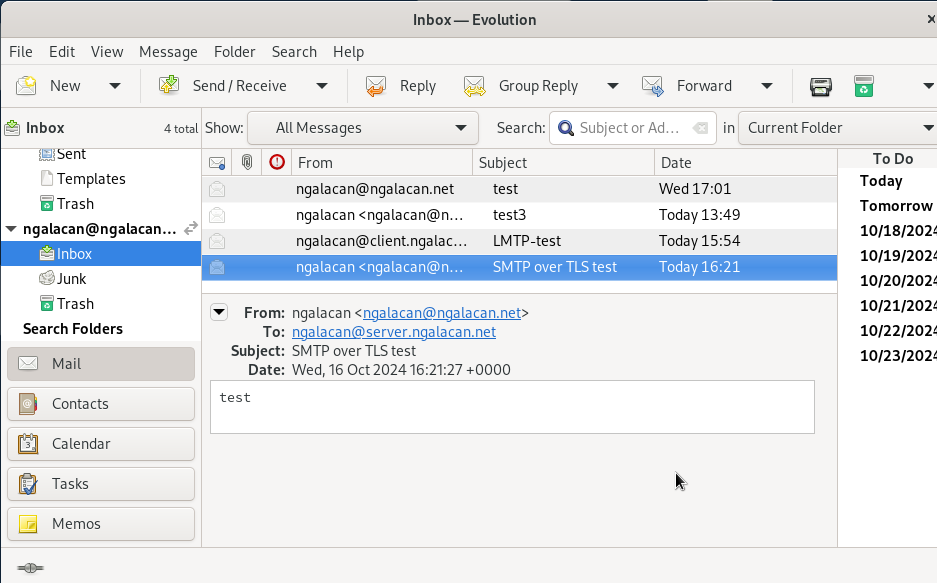 Inbox — Evolution
File Edit View Message Folder Search Help
New Send / Receive Reply Group Reply Forward
Inbox 4 total
Show: All Messages Search: Subject or Ad… in Current Folder
Sent
Templates
Trash
ngalacan@ngalacan…
Inbox
Junk
Trash
Search Folders
Mail
Contacts
Calendar
Tasks
Memos
From Subject Date
ngalacan@ngalacan.net test Wed 17:01
ngalacan <ngalacan@n… test3 Today 13:49
ngalacan@client.ngalac… LMTP-test Today 15:54
ngalacan <ngalacan@n… SMTP over TLS test Today 16:21
From: ngalacan <ngalacan@ngalacan.net>
To: ngalacan@server.ngalacan.net
Subject: SMTP over TLS test
Date: Wed, 16 Oct 2024 16:21:27 +0000
test
To Do
Today
Tomorrow
10/18/2024
10/19/2024
10/20/2024
10/21/2024
10/22/2024
10/23/2024